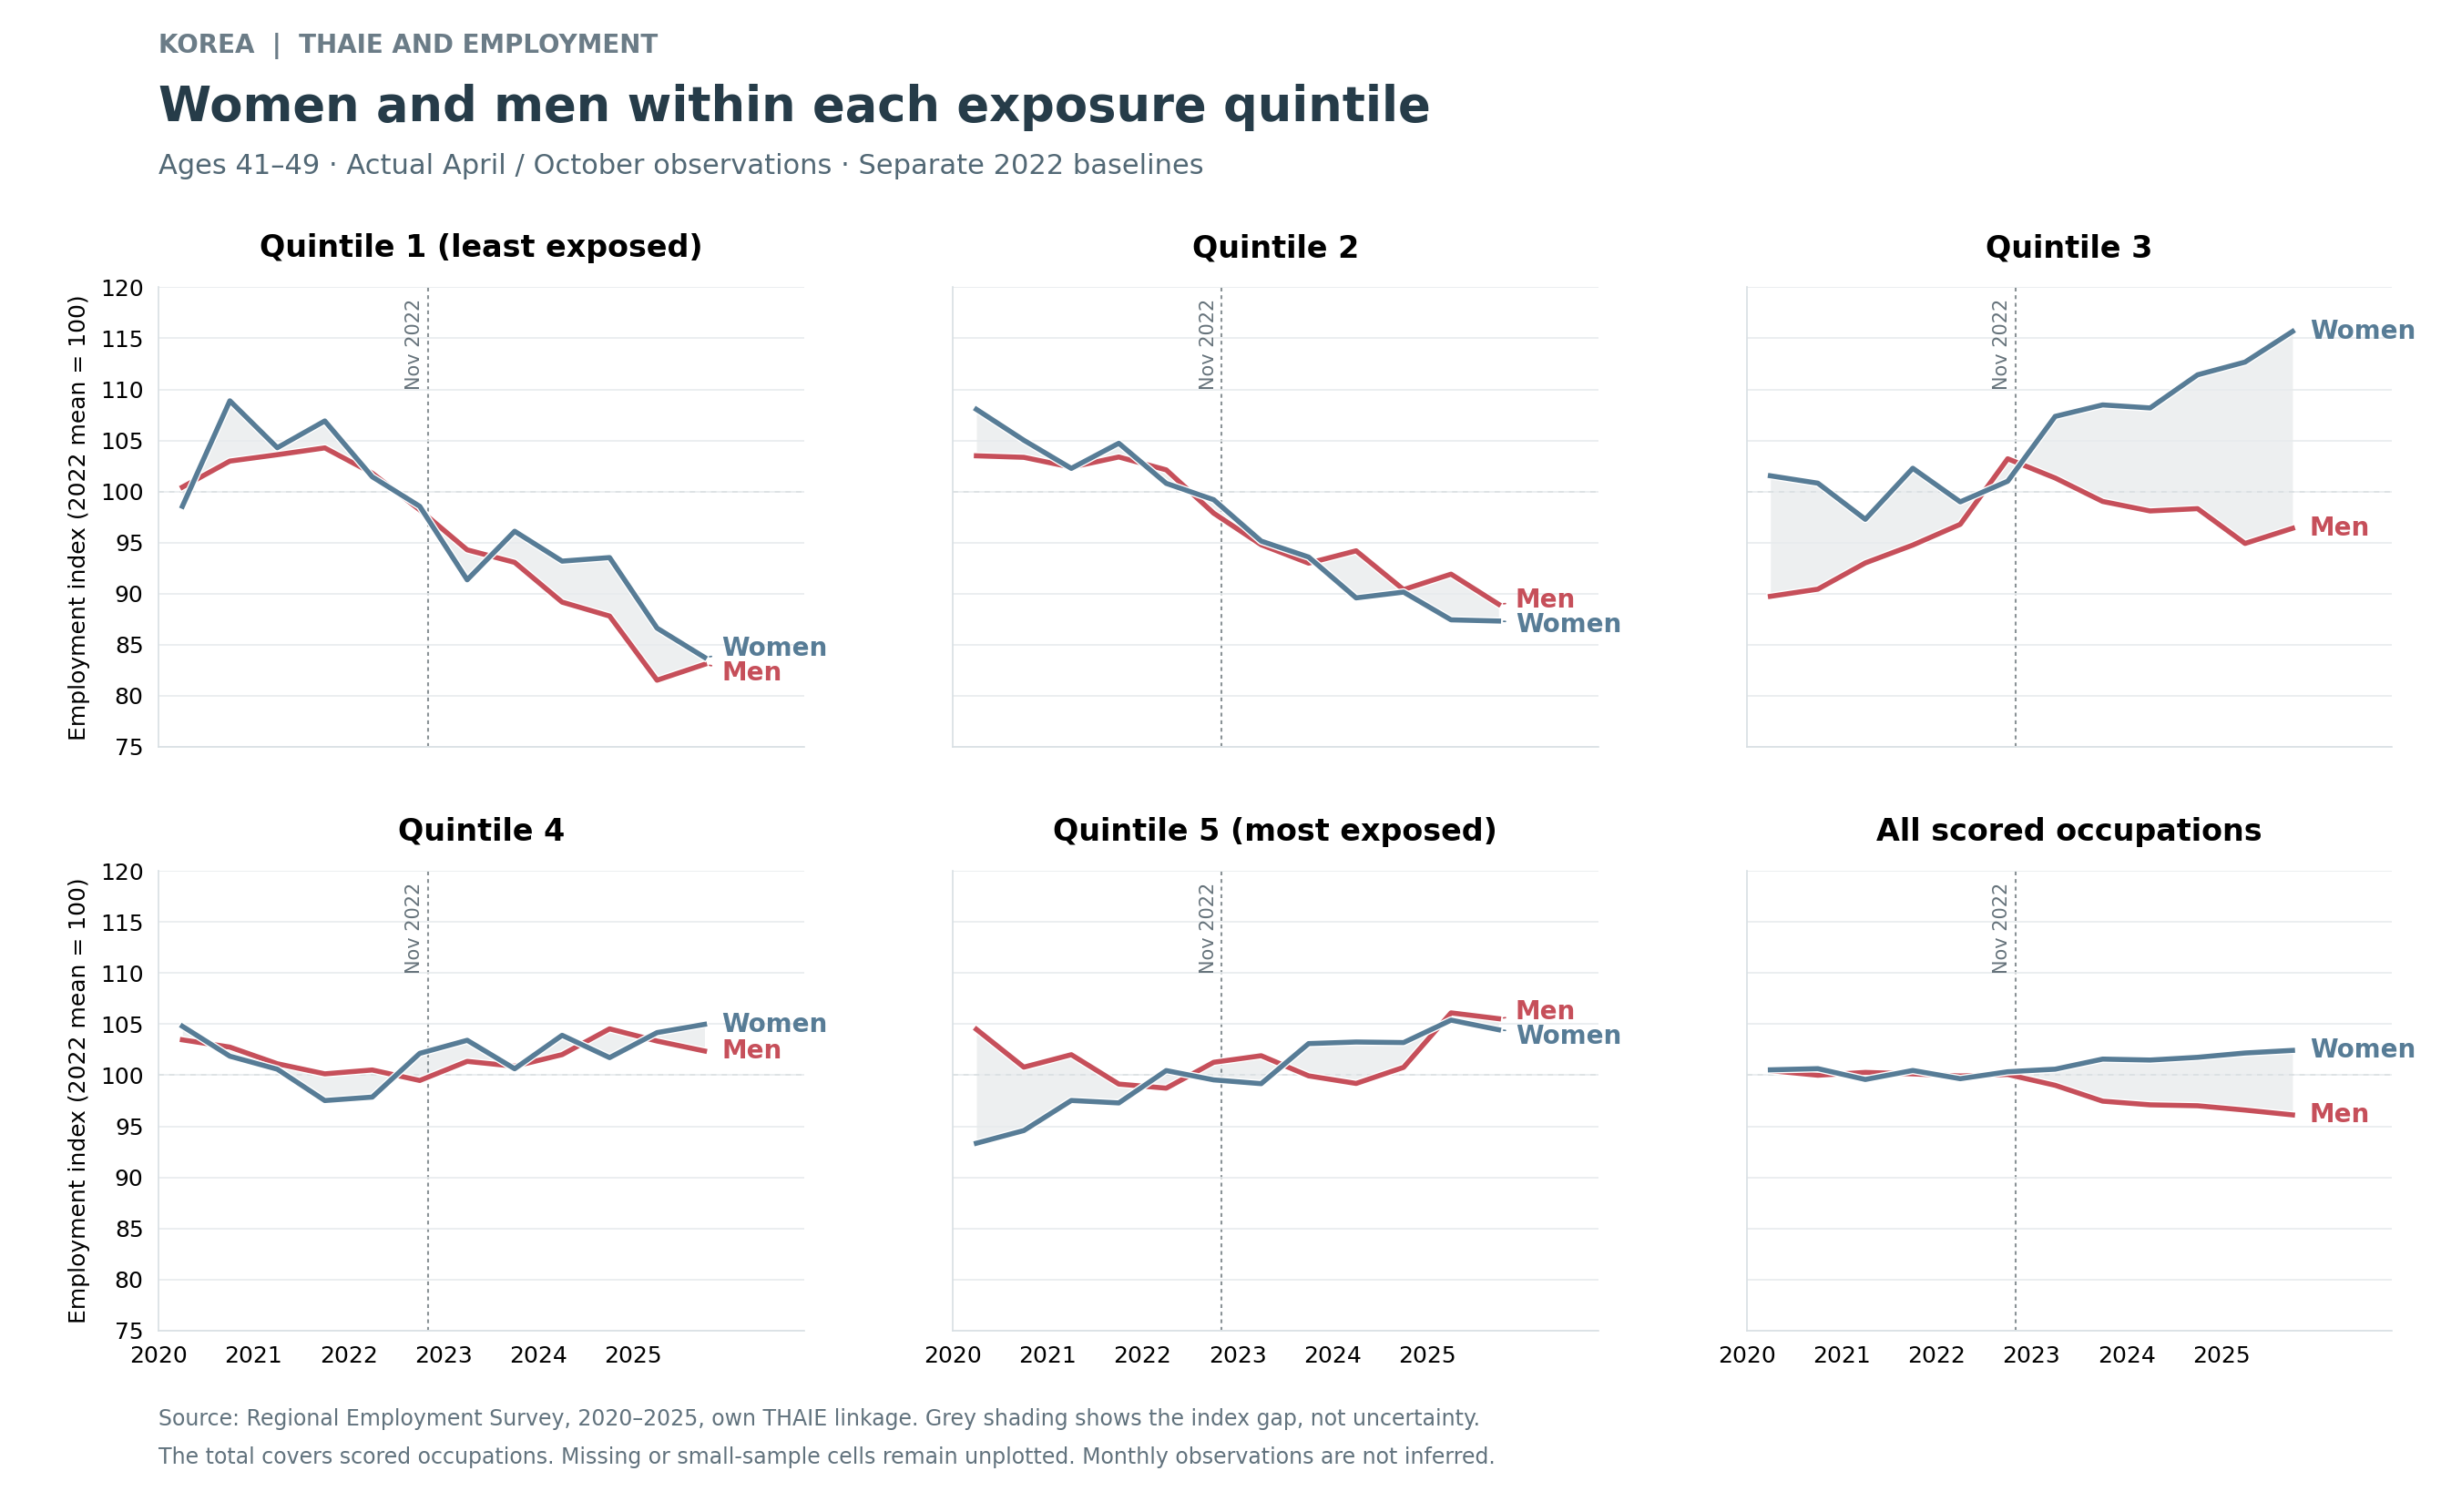 KOREA | THAIE AND EMPLOYMENT
Women and men within each exposure quintile
Ages 41–49 · Actual April / October observations · Separate 2022 baselines
Quintile 1 (least exposed)
Employment index (2022 mean = 100)
120
115
110
105
100
95
90
85
80
75
Nov 2022
Women
Men
Quintile 2
Nov 2022
Men
Women
Quintile 3
Nov 2022
Women
Men
Quintile 4
Employment index (2022 mean = 100)
120
115
110
105
100
95
90
85
80
75
Nov 2022
Women
Men
2020 2021 2022 2023 2024 2025
Quintile 5 (most exposed)
Nov 2022
Men
Women
2020 2021 2022 2023 2024 2025
All scored occupations
Nov 2022
Women
Men
2020 2021 2022 2023 2024 2025
Source: Regional Employment Survey, 2020–2025, own THAIE linkage. Grey shading shows the index gap, not uncertainty.
The total covers scored occupations. Missing or small-sample cells remain unplotted. Monthly observations are not inferred.